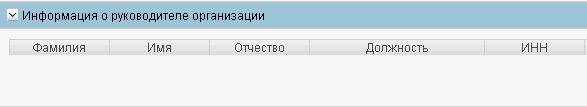 Информация о руководителе организации
Фамилия Имя Отчество Должность ИНН